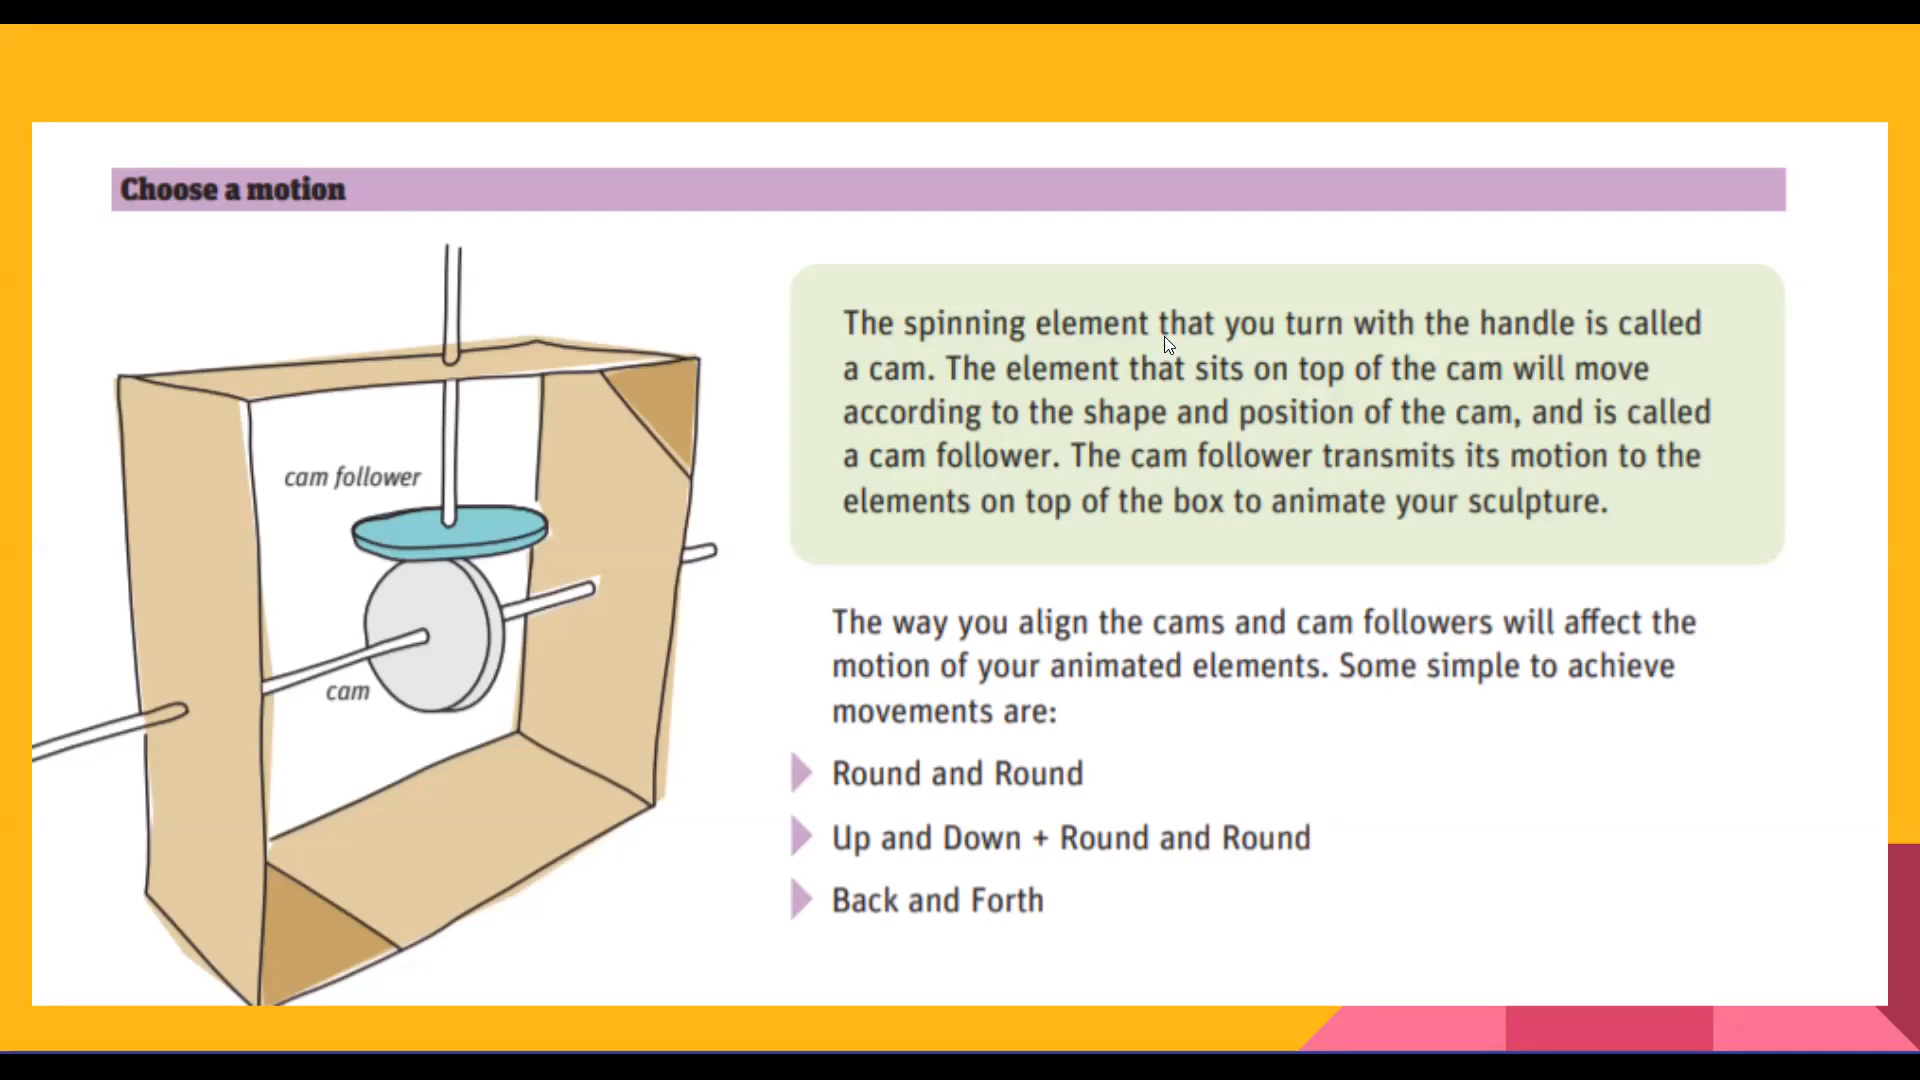 Choose a motion
cam follower
cam
The spinning element that you turn with the handle is called
a cam. The element that sits on top of the cam will move
according to the shape and position of the cam, and is called
a cam follower. The cam follower transmits its motion to the
elements on top of the box to animate your sculpture.
The way you align the cams and cam followers will affect the
motion of your animated elements. Some simple to achieve
movements are:
Round and Round
Up and Down + Round and Round
Back and Forth